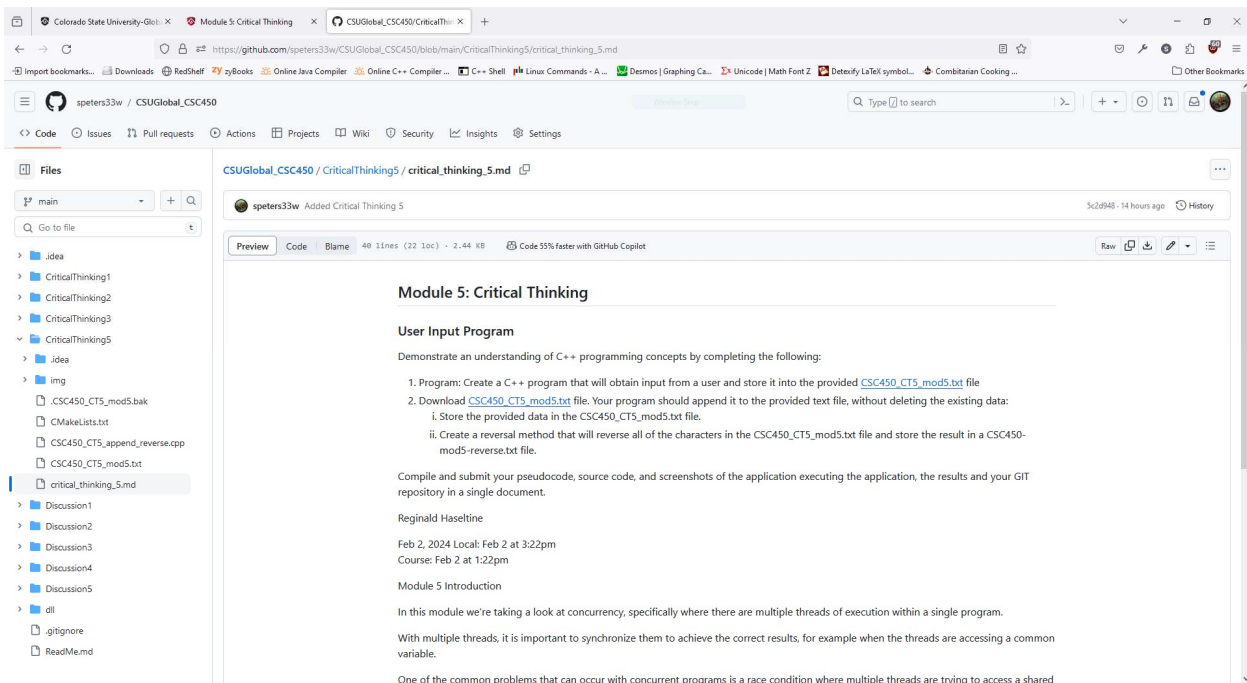 Colorado State University-Glob
Module 5: Critical Thinking
CSUGlobal_CSC450/CriticalThin
https://github.com/speters33w/CSUGlobal_CSC450/blob/main/CriticalThinking5/critical_thinking_5.md
Import bookmarks... Downloads RedShelf zyBooks Online Java Compiler Online C++ Compiler ... C++ Shell Linux Commands - A ... Desmos | Graphing Ca... Unicode | Math Font Z Detexify LaTeX symbol... Combitarian Cooking ... Other Bookmarks
speters33w / CSUGlobal_CSC450
Type / to search
Code Issues Pull requests Actions Projects Wiki Security Insights Settings
Files
main
Go to file t
.idea
CriticalThinking1
CriticalThinking2
CriticalThinking3
CriticalThinking5
.idea
img
.CSC450_CT5_mod5.bak
CMakeLists.txt
CSC450_CT5_append_reverse.cpp
CSC450_CT5_mod5.txt
critical_thinking_5.md
Discussion1
Discussion2
Discussion3
Discussion4
Discussion5
dll
.gitignore
ReadMe.md
CSUGlobal_CSC450 / CriticalThinking5 / critical_thinking_5.md
speters33w Added Critical Thinking 5
5c2d948 · 14 hours ago History
Preview Code Blame 40 lines (22 loc) · 2.44 KB Code 55% faster with GitHub Copilot
Raw
Module 5: Critical Thinking
User Input Program
Demonstrate an understanding of C++ programming concepts by completing the following:
1. Program: Create a C++ program that will obtain input from a user and store it into the provided CSC450_CT5_mod5.txt file
2. Download CSC450_CT5_mod5.txt file. Your program should append it to the provided text file, without deleting the existing data:
i. Store the provided data in the CSC450_CT5_mod5.txt file.
ii. Create a reversal method that will reverse all of the characters in the CSC450_CT5_mod5.txt file and store the result in a CSC450-
mod5-reverse.txt file.
Compile and submit your pseudocode, source code, and screenshots of the application executing the application, the results and your GIT
repository in a single document.
Reginald Haseltine
Feb 2, 2024 Local: Feb 2 at 3:22pm
Course: Feb 2 at 1:22pm
Module 5 Introduction
In this module we're taking a look at concurrency, specifically where there are multiple threads of execution within a single program.
With multiple threads, it is important to synchronize them to achieve the correct results, for example when the threads are accessing a common
variable.
One of the common problems that can occur with concurrent programs is a race condition where multiple threads are trying to access a shared